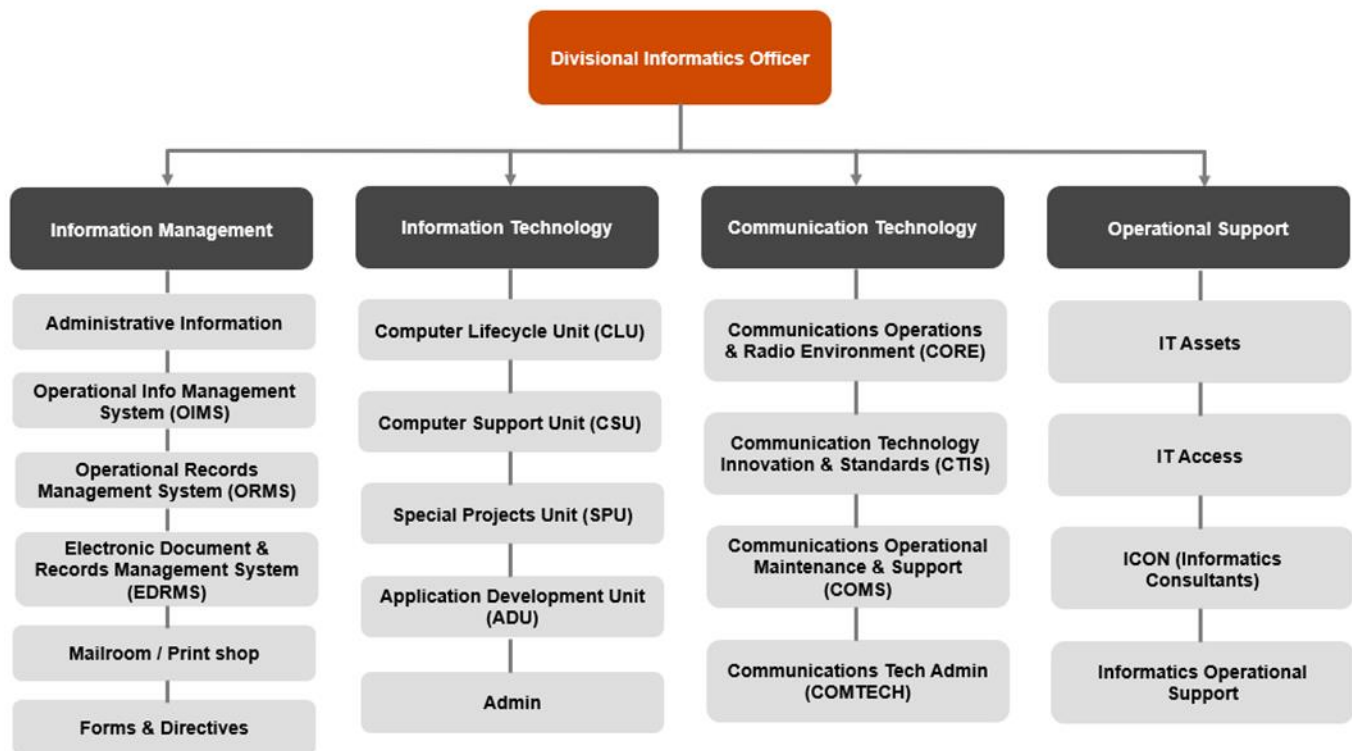 Divisional Informatics Officer
Information Management
Administrative Information
Operational Info Management
System (OIMS)
Operational Records
Management System (ORMS)
Electronic Document &
Records Management System
(EDRMS)
Mailroom / Print shop
Forms & Directives
Information Technology
Computer Lifecycle Unit (CLU)
Computer Support Unit (CSU)
Special Projects Unit (SPU)
Application Development Unit
(ADU)
Admin
Communication Technology
Communications Operations
& Radio Environment (CORE)
Communication Technology
Innovation & Standards (CTIS)
Communications Operational
Maintenance & Support
(COMS)
Communications Tech Admin
(COMTECH)
Operational Support
IT Assets
IT Access
ICON (Informatics
Consultants)
Informatics Operational
Support